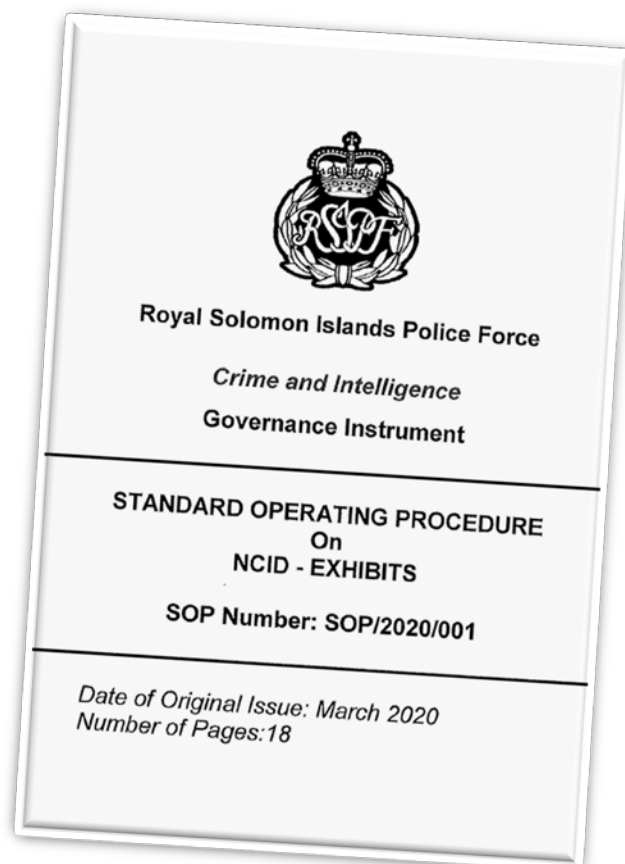 RSIPF
Royal Solomon Islands Police Force
Crime and Intelligence
Governance Instrument
STANDARD OPERATING PROCEDURE
On
NCID - EXHIBITS
SOP Number: SOP/2020/001
Date of Original Issue: March 2020
Number of Pages:18